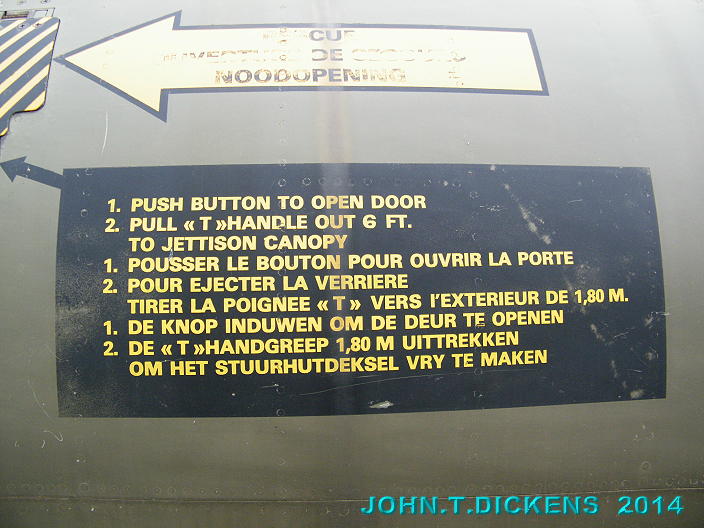 DE
NOODOPENING
1. PUSH BUTTON TO OPEN DOOR
2. PULL « T »HANDLE OUT 6 FT.
TO JETTISON CANOPY
1. POUSSER LE BOUTON POUR OUVRIR LA PORTE
2. POUR EJECTER LA VERRIERE
TIRER LA POIGNEE « T » VERS l'EXTERIEUR DE 1,80 M.
1. DE KNOP INDUWEN OM DE DEUR TE OPENEN
2. DE « T »HANDGREEP 1,80 M UITTREKKEN
OM HET STUURHUTDEKSEL VRY TE MAKEN
JOHN.T.DICKENS 2014